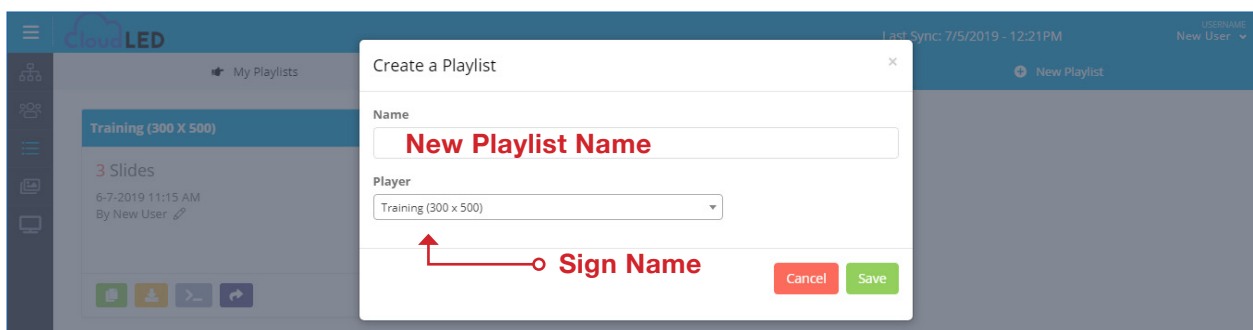 CloudLED
Last Sync: 7/5/2019 - 12:21PM
USERNAME
New User
My Playlists
New Playlist
Training (300 X 500)
3 Slides
6-7-2019 11:15 AM
By New User
Create a Playlist
×
Name
New Playlist Name
Player
Training (300 x 500)
Sign Name
Cancel
Save